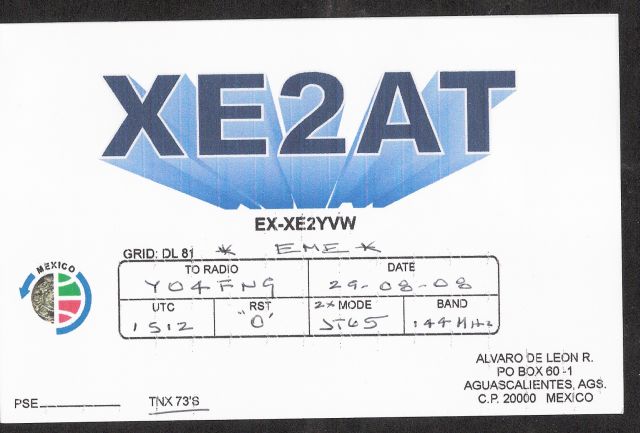 XE2AT
EX-XE2YVW
GRID: DL 81 * EME *
TO RADIO DATE
YO4FNG 29-08-08
UTC RST 2x MODE BAND
1512 "O" JT65 144 MHz
MEXICO
ALVARO DE LEON R.
PO BOX 60 -1
AGUASCALIENTES, AGS.
C.P. 20000 MEXICO
PSE TNX 73'S